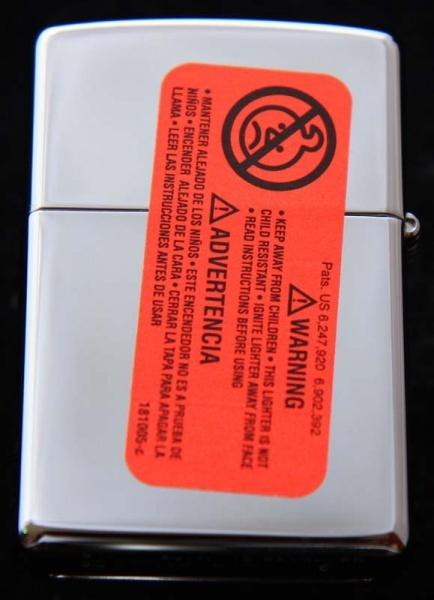 Pats. US 6,247,920 6,902,392
⚠ WARNING
• KEEP AWAY FROM CHILDREN • THIS LIGHTER IS NOT
CHILD RESISTANT • IGNITE LIGHTER AWAY FROM FACE
• READ INSTRUCTIONS BEFORE USING
⚠ ADVERTENCIA
• MANTENER ALEJADO DE LOS NIÑOS • ESTE ENCENDEDOR NO ES A PRUEBA DE
NIÑOS • ENCENDER ALEJADO DE LA CARA • CERRAR LA TAPA PARA APAGAR LA
LLAMA • LEER LAS INSTRUCCIONES ANTES DE USAR
181005-c